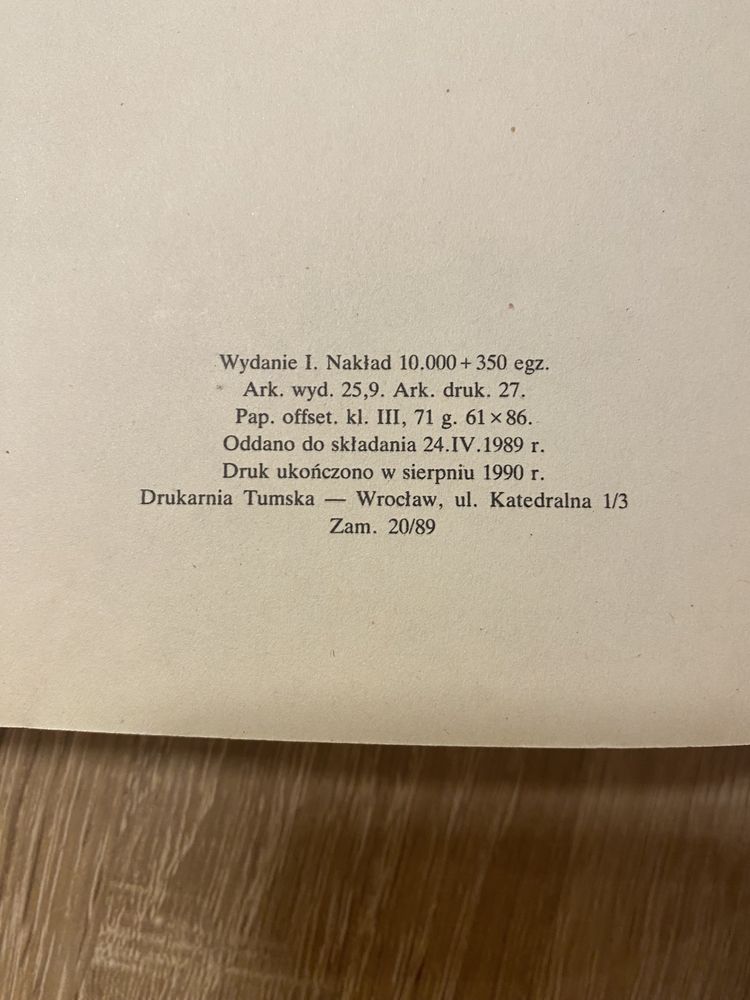 Wydanie I. Nakład 10.000 + 350 egz.
Ark. wyd. 25,9. Ark. druk. 27.
Pap. offset. kl. III, 71 g. 61 × 86.
Oddano do składania 24.IV.1989 r.
Druk ukończono w sierpniu 1990 r.
Drukarnia Tumska — Wrocław, ul. Katedralna 1/3
Zam. 20/89